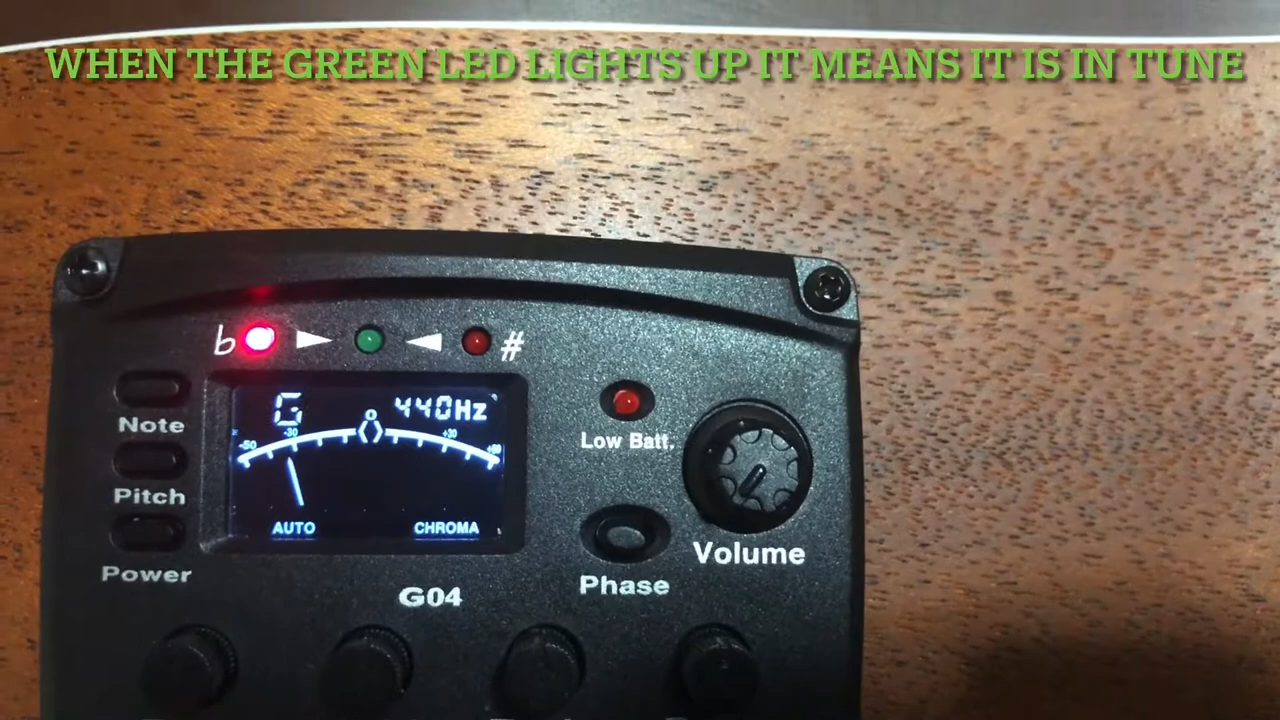 WHEN THE GREEN LED LIGHTS UP IT MEANS IT IS IN TUNE
b #
Note
Pitch
Power
G 440Hz
-50 -30 0 +30 +50
AUTO CHROMA
Low Batt.
Phase
Volume
G04